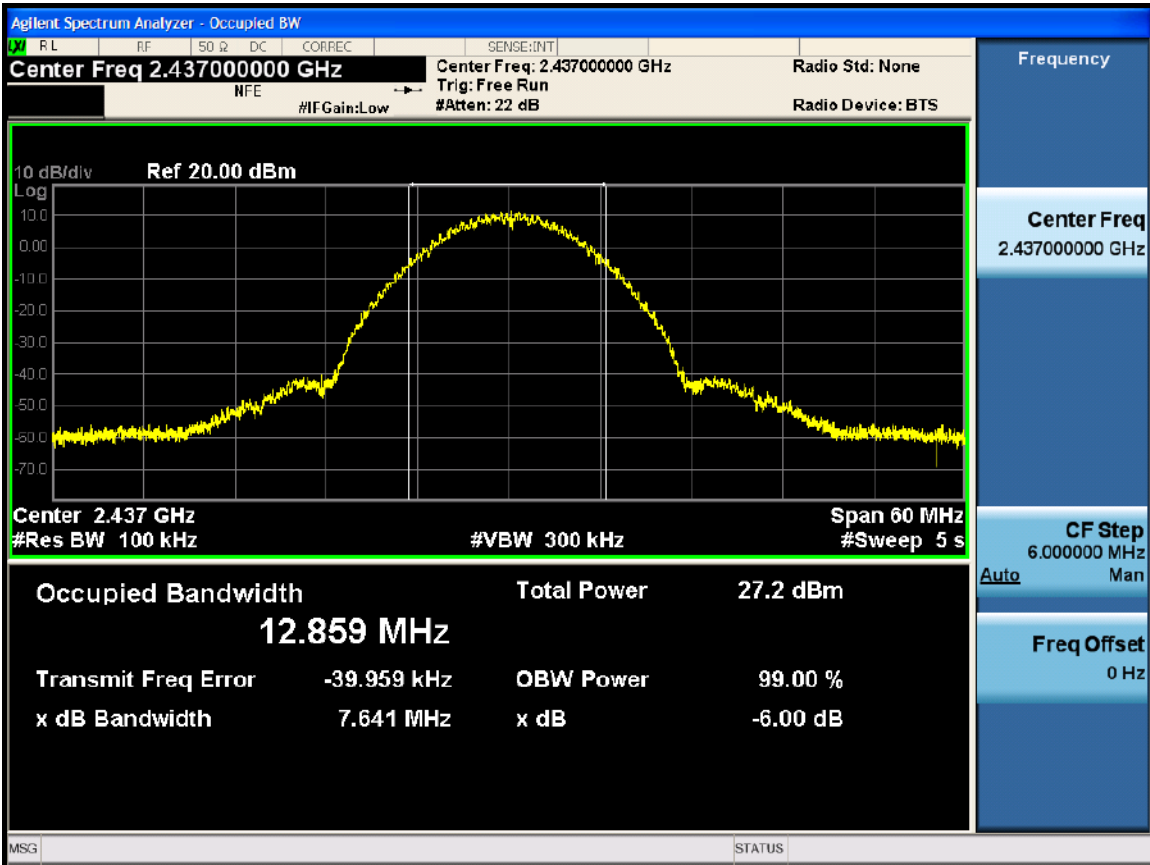 Agilent Spectrum Analyzer - Occupied BW
LXI RL RF 50 Ω DC CORREC SENSE:INT
Center Freq 2.437000000 GHz
NFE
#IFGain:Low
Center Freq: 2.437000000 GHz
Trig: Free Run
#Atten: 22 dB
Radio Std: None
Radio Device: BTS
10 dB/div Ref 20.00 dBm
Log
10.0
0.00
-10.0
-20.0
-30.0
-40.0
-50.0
-60.0
-70.0
Center 2.437 GHz Span 60 MHz
#Res BW 100 kHz #VBW 300 kHz #Sweep 5 s
Occupied Bandwidth Total Power 27.2 dBm
12.859 MHz
Transmit Freq Error -39.959 kHz OBW Power 99.00 %
x dB Bandwidth 7.641 MHz x dB -6.00 dB
Frequency
Center Freq
2.437000000 GHz
CF Step
6.000000 MHz
Auto Man
Freq Offset
0 Hz
MSG STATUS